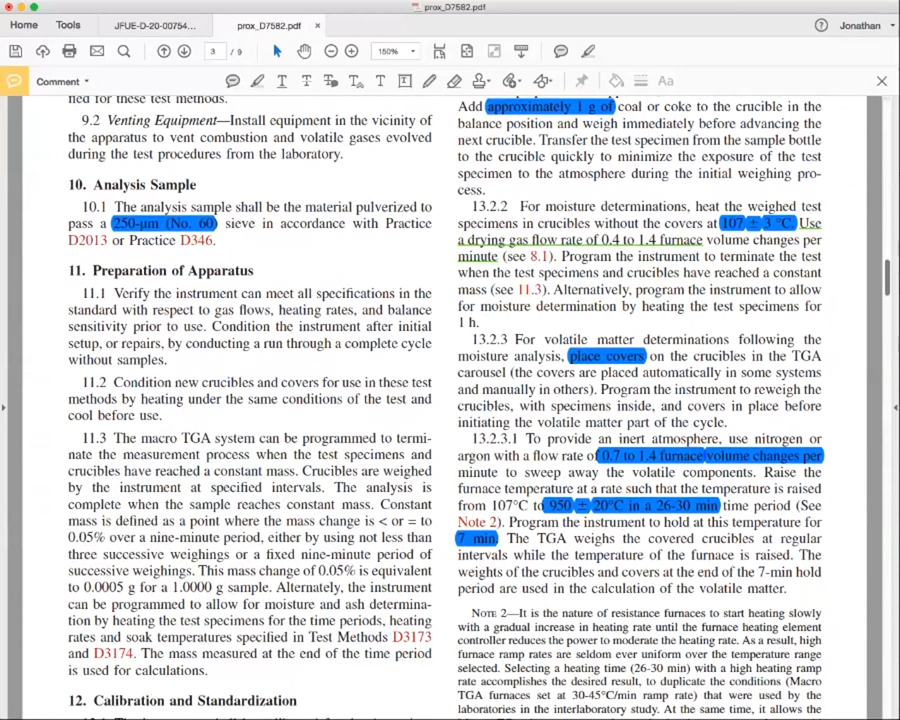 prox_D7582.pdf
Home
Tools
JFUE-D-20-00754...
prox_D7582.pdf
×
Jonathan
3 / 9
150%
Comment
Aa
ned for these test methods.
9.2 Venting Equipment—Install equipment in the vicinity of
the apparatus to vent combustion and volatile gases evolved
during the test procedures from the laboratory.
10. Analysis Sample
10.1 The analysis sample shall be the material pulverized to
pass a 250-μm (No. 60) sieve in accordance with Practice
D2013 or Practice D346.
11. Preparation of Apparatus
11.1 Verify the instrument can meet all specifications in the
standard with respect to gas flows, heating rates, and balance
sensitivity prior to use. Condition the instrument after initial
setup, or repairs, by conducting a run through a complete cycle
without samples.
11.2 Condition new crucibles and covers for use in these test
methods by heating under the same conditions of the test and
cool before use.
11.3 The macro TGA system can be programmed to termi-
nate the measurement process when the test specimens and
crucibles have reached a constant mass. Crucibles are weighed
by the instrument at specified intervals. The analysis is
complete when the sample reaches constant mass. Constant
mass is defined as a point where the mass change is < or = to
0.05% over a nine-minute period, either by using not less than
three successive weighings or a fixed nine-minute period of
successive weighings. This mass change of 0.05% is equivalent
to 0.0005 g for a 1.0000 g sample. Alternately, the instrument
can be programmed to allow for moisture and ash determina-
tion by heating the test specimens for the time periods, heating
rates and soak temperatures specified in Test Methods D3173
and D3174. The mass measured at the end of the time period
is used for calculations.
12. Calibration and Standardization
Add approximately 1 g of coal or coke to the crucible in the
balance position and weigh immediately before advancing the
next crucible. Transfer the test specimen from the sample bottle
to the crucible quickly to minimize the exposure of the test
specimen to the atmosphere during the initial weighing pro-
cess.
13.2.2 For moisture determinations, heat the weighed test
specimens in crucibles without the covers at 107 ± 3 °C. Use
a drying gas flow rate of 0.4 to 1.4 furnace volume changes per
minute (see 8.1). Program the instrument to terminate the test
when the test specimens and crucibles have reached a constant
mass (see 11.3). Alternatively, program the instrument to allow
for moisture determination by heating the test specimens for
1 h.
13.2.3 For volatile matter determinations following the
moisture analysis, place covers on the crucibles in the TGA
carousel (the covers are placed automatically in some systems
and manually in others). Program the instrument to reweigh the
crucibles, with specimens inside, and covers in place before
initiating the volatile matter part of the cycle.
13.2.3.1 To provide an inert atmosphere, use nitrogen or
argon with a flow rate of 0.7 to 1.4 furnace volume changes per
minute to sweep away the volatile components. Raise the
furnace temperature at a rate such that the temperature is raised
from 107°C to 950 ± 20°C in a 26-30 min time period (See
Note 2). Program the instrument to hold at this temperature for
7 min. The TGA weighs the covered crucibles at regular
intervals while the temperature of the furnace is raised. The
weights of the crucibles and covers at the end of the 7-min hold
period are used in the calculation of the volatile matter.
NOTE 2—It is the nature of resistance furnaces to start heating slowly
with a gradual increase in heating rate until the furnace heating element
controller reduces the power to moderate the heating rate. As a result, high
furnace ramp rates are seldom ever uniform over the temperature range
selected. Selecting a heating time (26-30 min) with a high heating ramp
rate accomplishes the desired result, to duplicate the conditions (Macro
TGA furnaces set at 30-45°C/min ramp rate) that were used by the
laboratories in the interlaboratory study. At the same time, it allows the